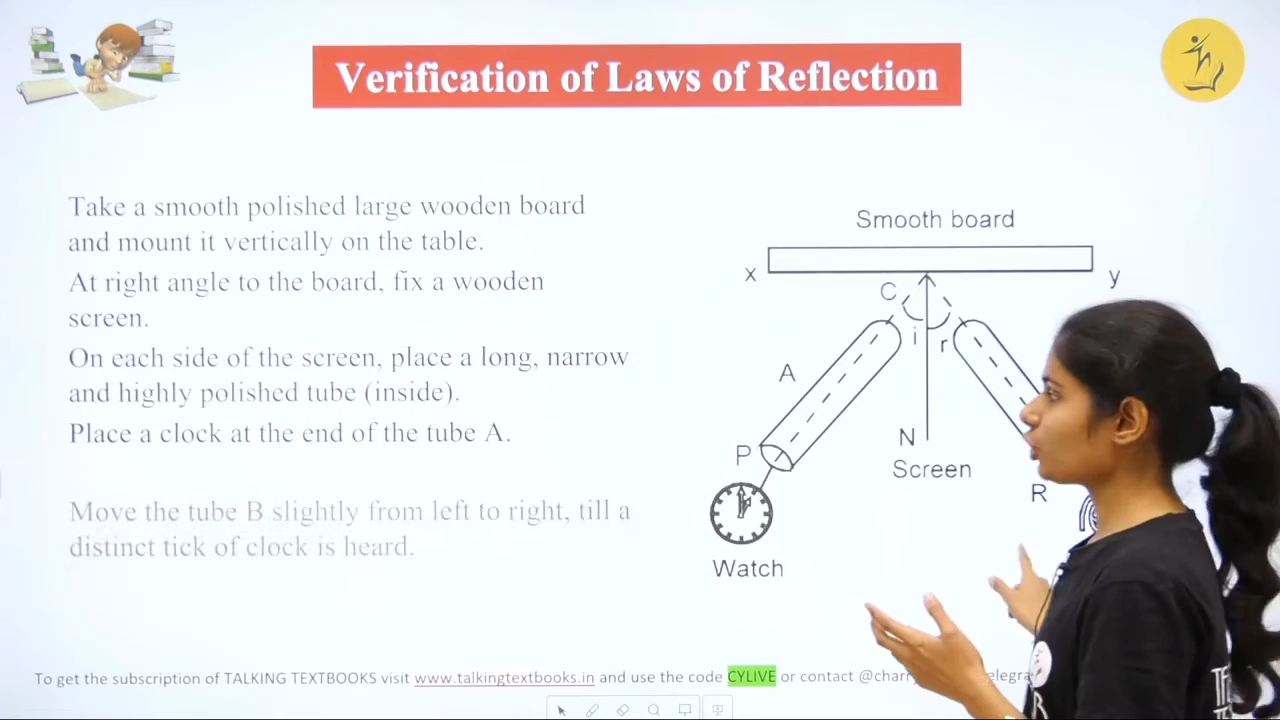 Verification of Laws of Reflection
Take a smooth polished large wooden board
and mount it vertically on the table.
At right angle to the board, fix a wooden
screen.
On each side of the screen, place a long, narrow
and highly polished tube (inside).
Place a clock at the end of the tube A.
Move the tube B slightly from left to right, till a
distinct tick of clock is heard.
Smooth board
x
y
C
i
r
A
P
N
Screen
R
Watch
To get the subscription of TALKING TEXTBOOKS visit www.talkingtextbooks.in and use the code CYLIVE or contact